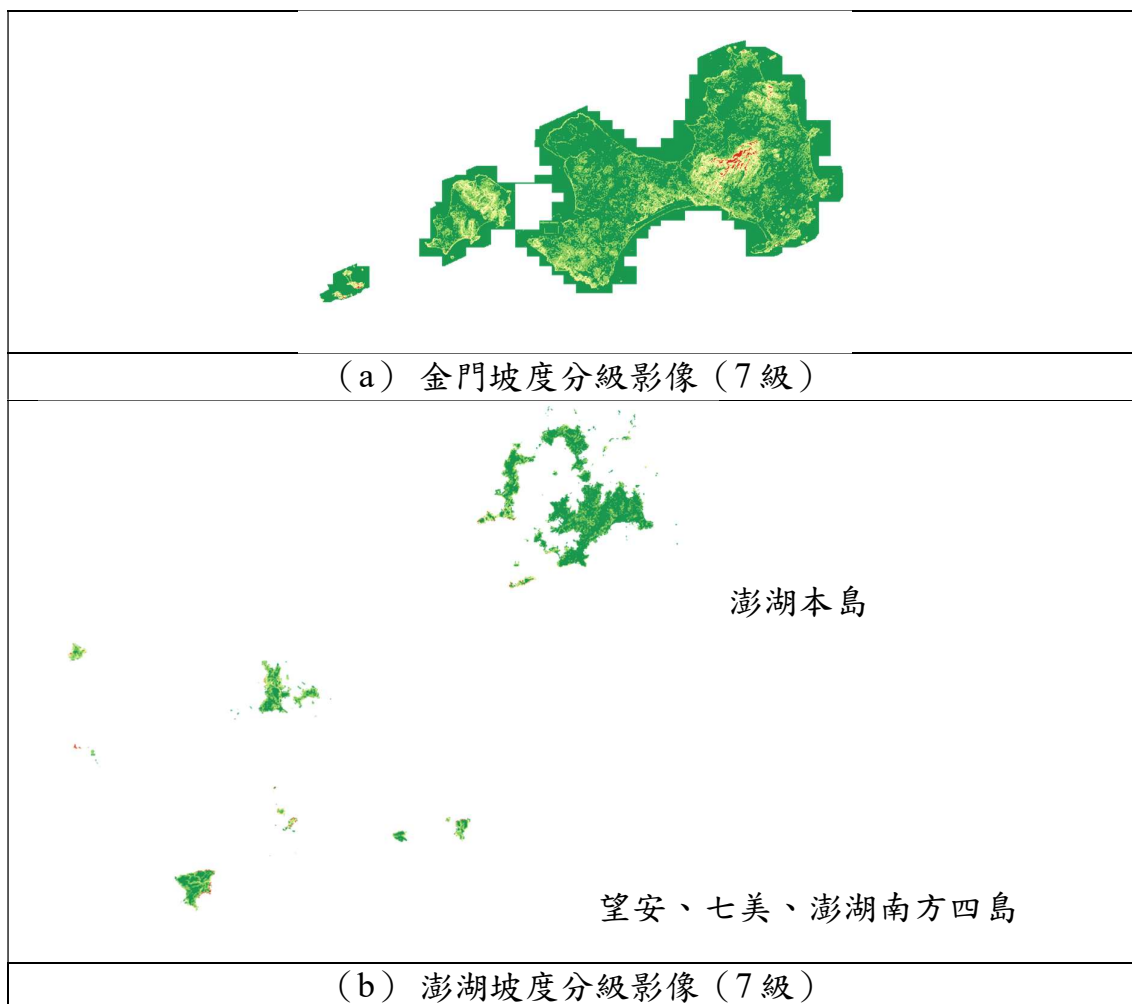 （a） 金門坡度分級影像（7 級）
澎湖本島
望安、七美、澎湖南方四島
（b） 澎湖坡度分級影像（7 級）